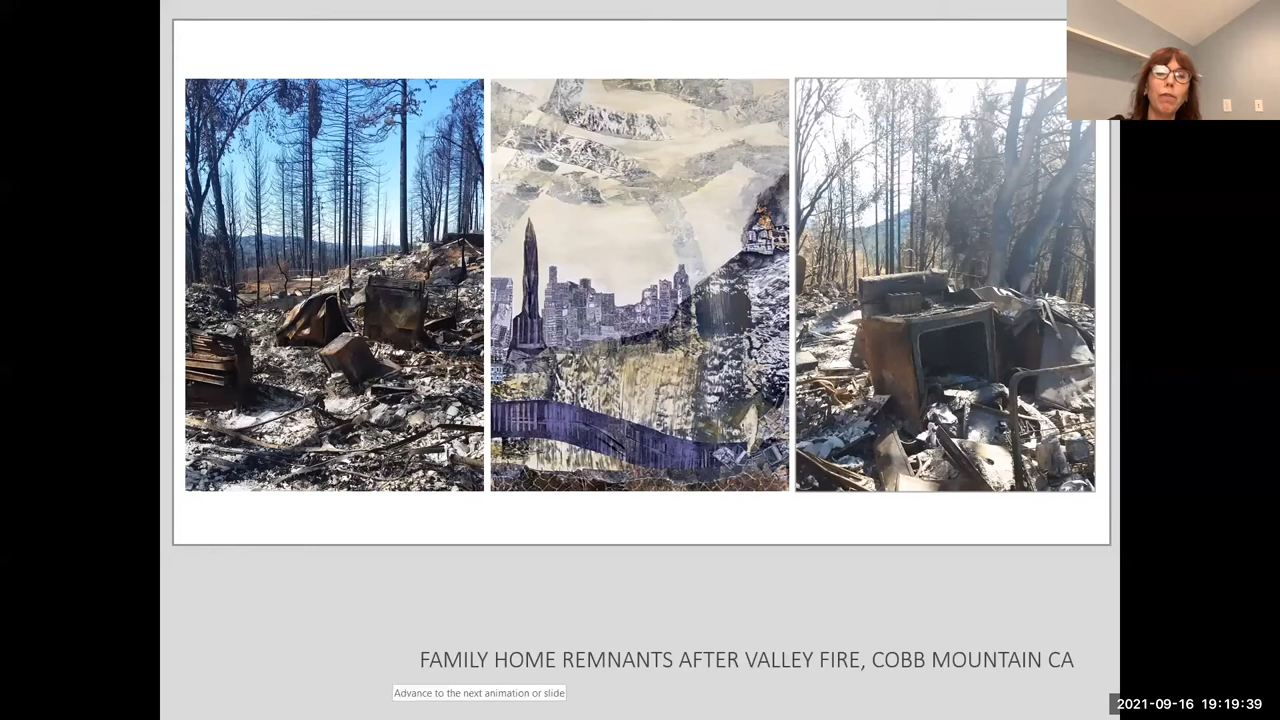 FAMILY HOME REMNANTS AFTER VALLEY FIRE, COBB MOUNTAIN CA
Advance to the next animation or slide
2021-09-16 19:19:39